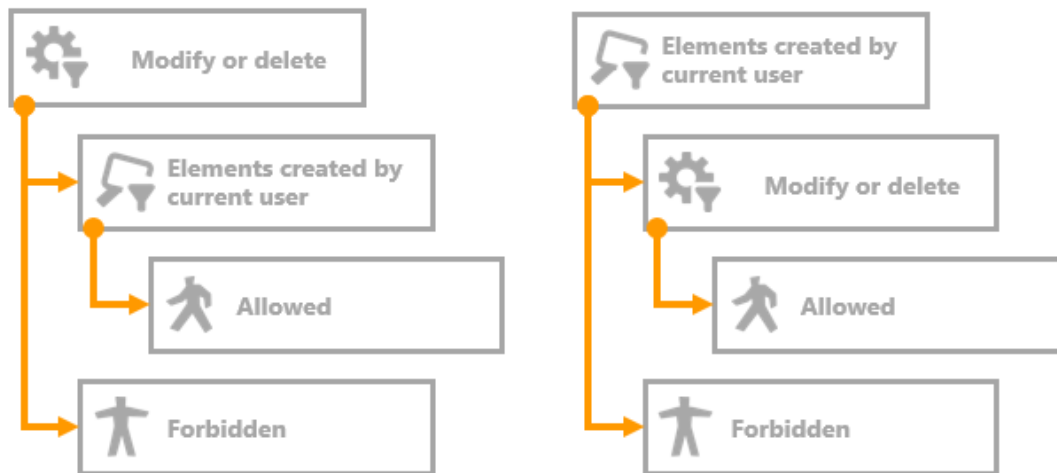 Modify or delete
Elements created by
current user
Allowed
Forbidden
Elements created by
current user
Modify or delete
Allowed
Forbidden